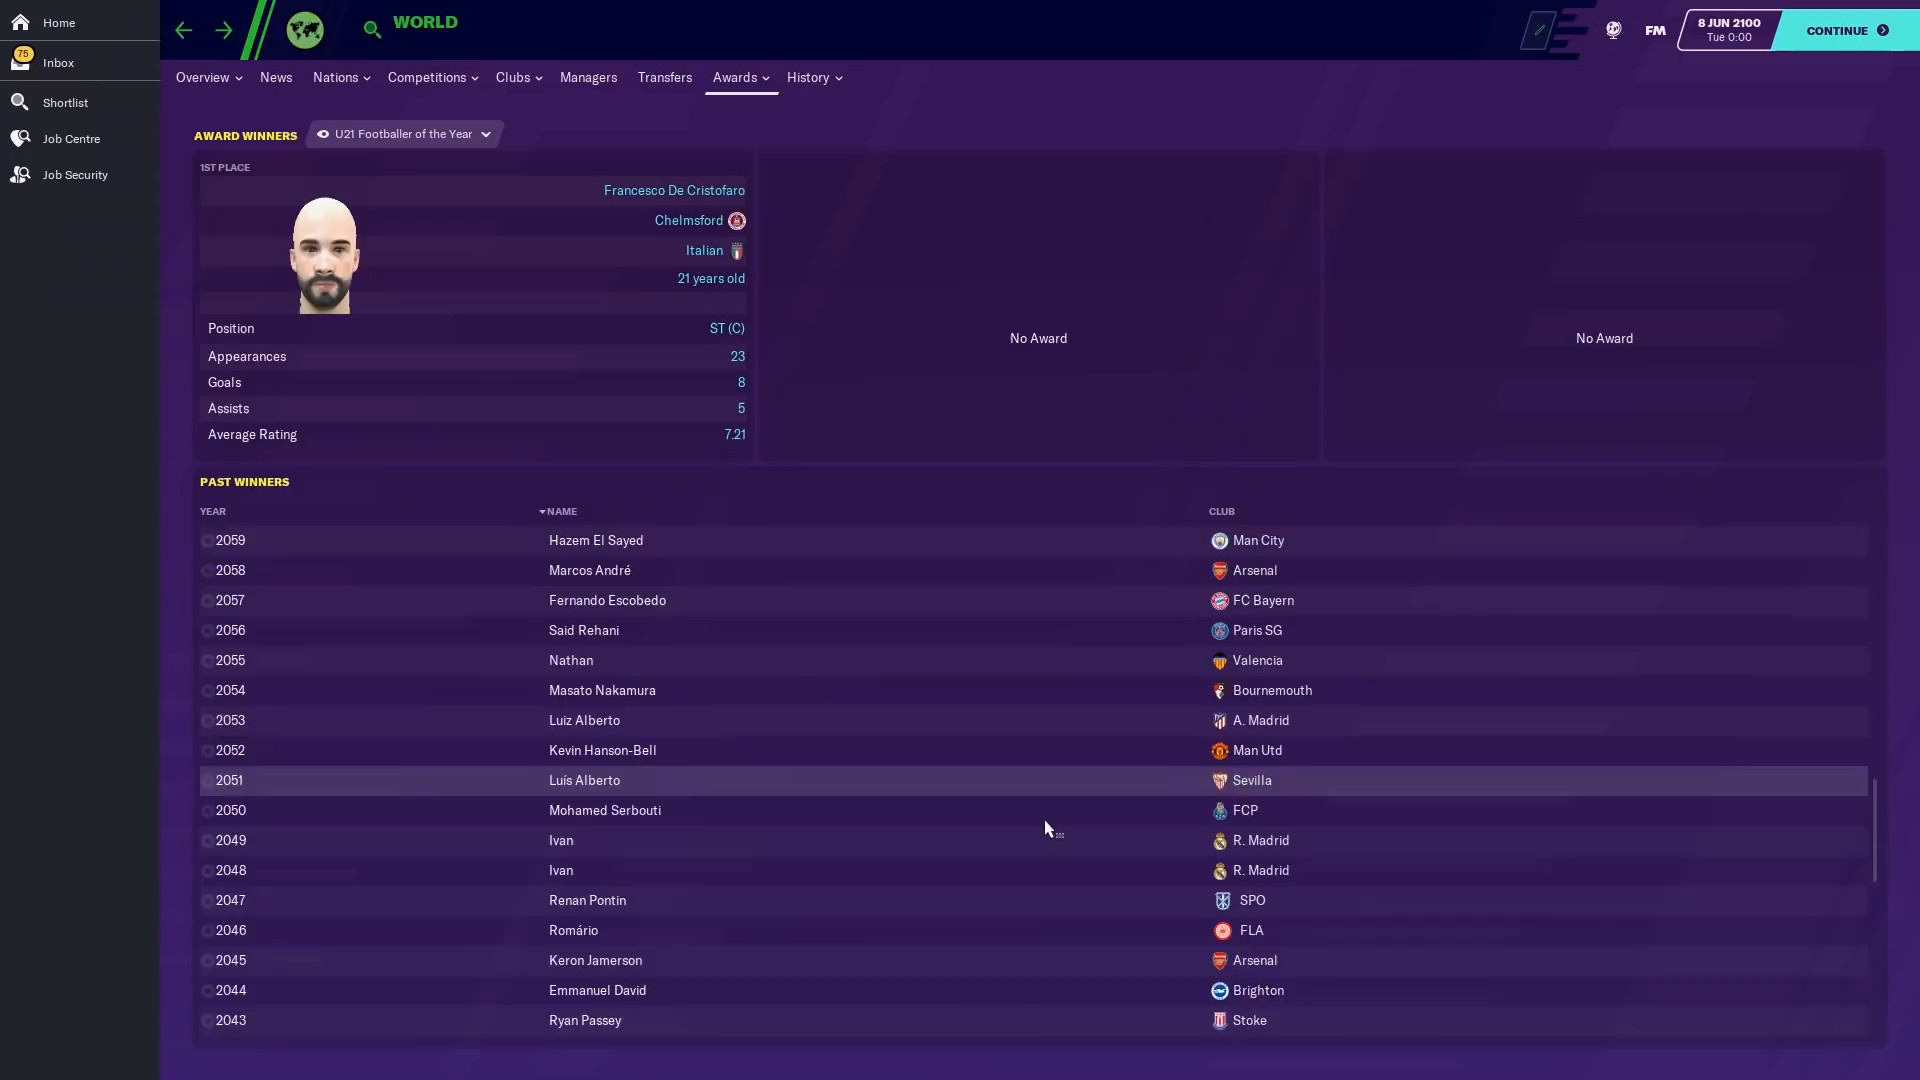 Home
75
Inbox
Shortlist
Job Centre
Job Security
WORLD
FM
8 JUN 2100
Tue 0:00
CONTINUE
Overview
News
Nations
Competitions
Clubs
Managers
Transfers
Awards
History
AWARD WINNERS
U21 Footballer of the Year
1ST PLACE
Francesco De Cristofaro
Chelmsford
Italian
21 years old
Position ST (C)
Appearances 23
Goals 8
Assists 5
Average Rating 7.21
No Award
No Award
PAST WINNERS
YEAR NAME CLUB
2059 Hazem El Sayed Man City
2058 Marcos André Arsenal
2057 Fernando Escobedo FC Bayern
2056 Said Rehani Paris SG
2055 Nathan Valencia
2054 Masato Nakamura Bournemouth
2053 Luiz Alberto A. Madrid
2052 Kevin Hanson-Bell Man Utd
2051 Luís Alberto Sevilla
2050 Mohamed Serbouti FCP
2049 Ivan R. Madrid
2048 Ivan R. Madrid
2047 Renan Pontin SPO
2046 Romário FLA
2045 Keron Jamerson Arsenal
2044 Emmanuel David Brighton
2043 Ryan Passey Stoke